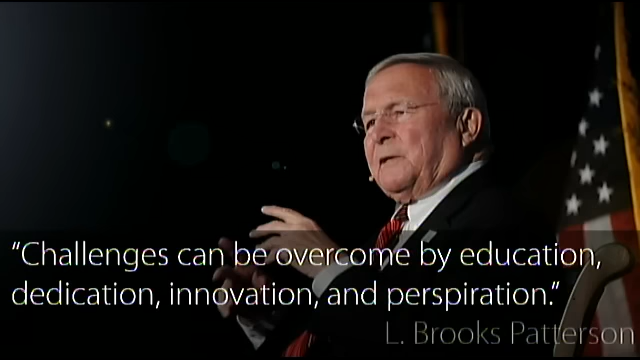 “Challenges can be overcome by education,
dedication, innovation, and perspiration.”
L. Brooks Patterson